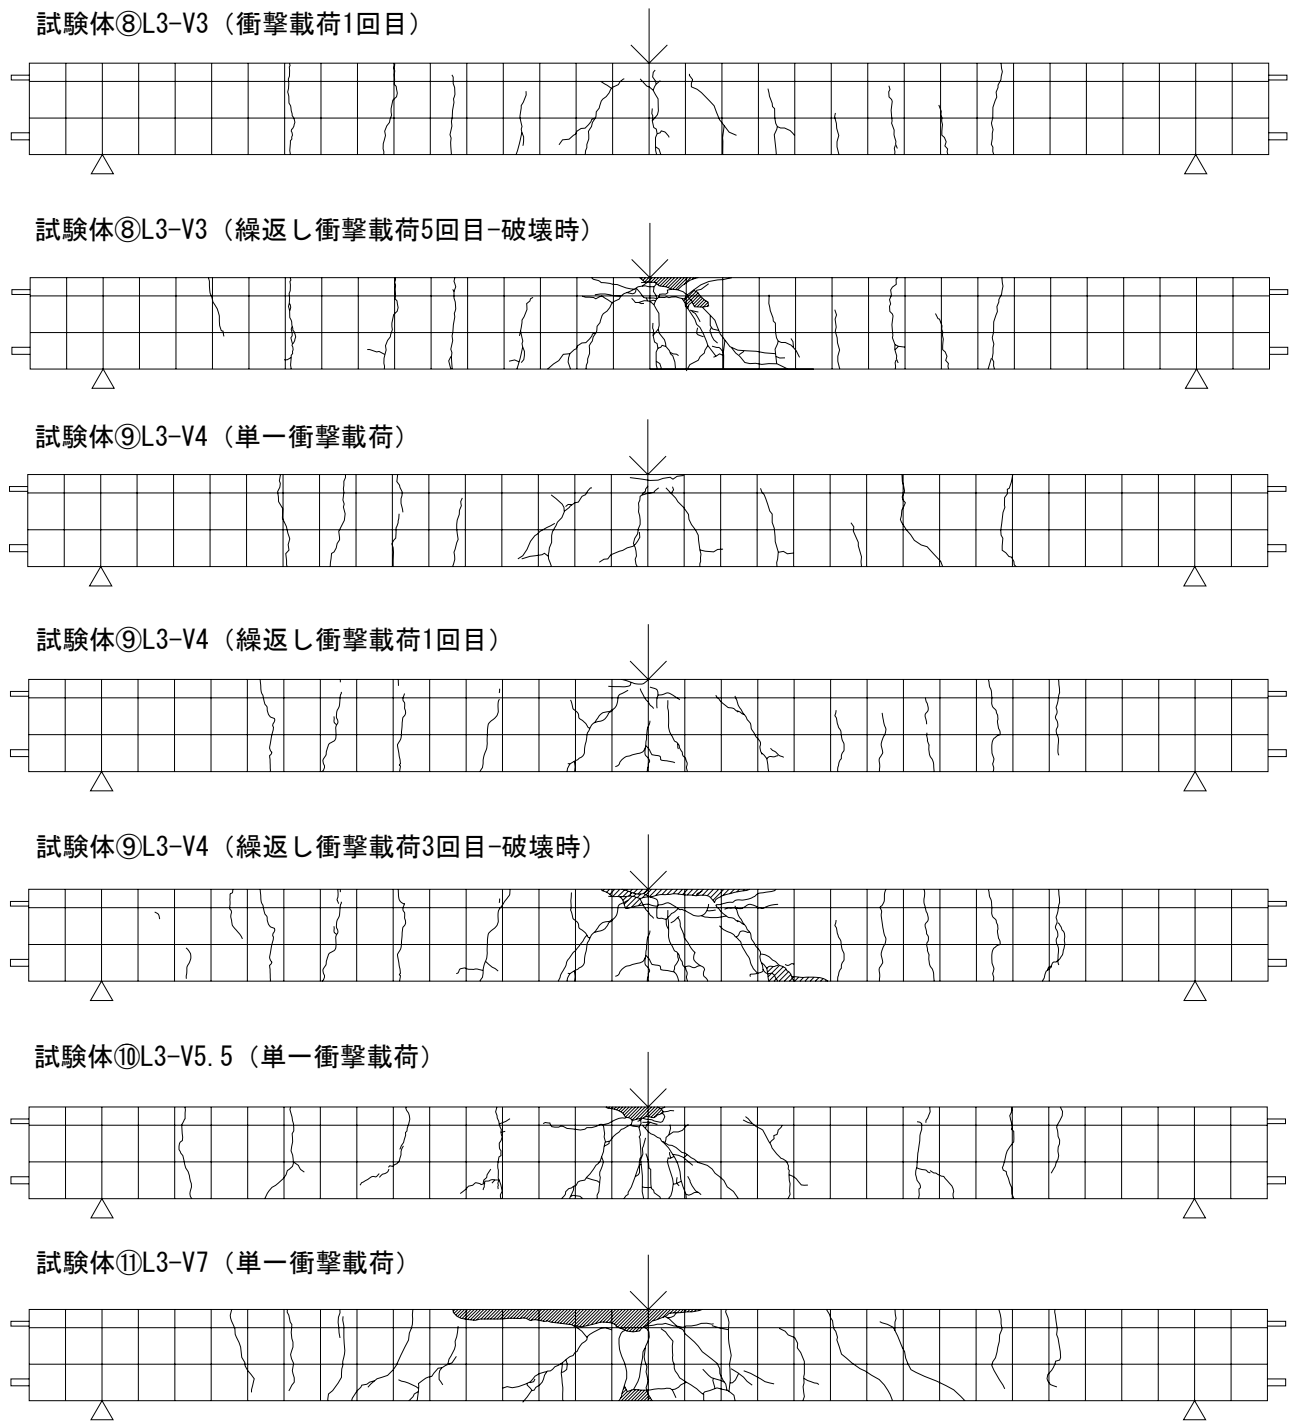 試験体⑧L3-V3（衝撃載荷1回目）
試験体⑧L3-V3（繰返し衝撃載荷5回目-破壊時）
試験体⑨L3-V4（単一衝撃載荷）
試験体⑨L3-V4（繰返し衝撃載荷1回目）
試験体⑨L3-V4（繰返し衝撃載荷3回目-破壊時）
試験体⑩L3-V5.5（単一衝撃載荷）
試験体⑪L3-V7（単一衝撃載荷）